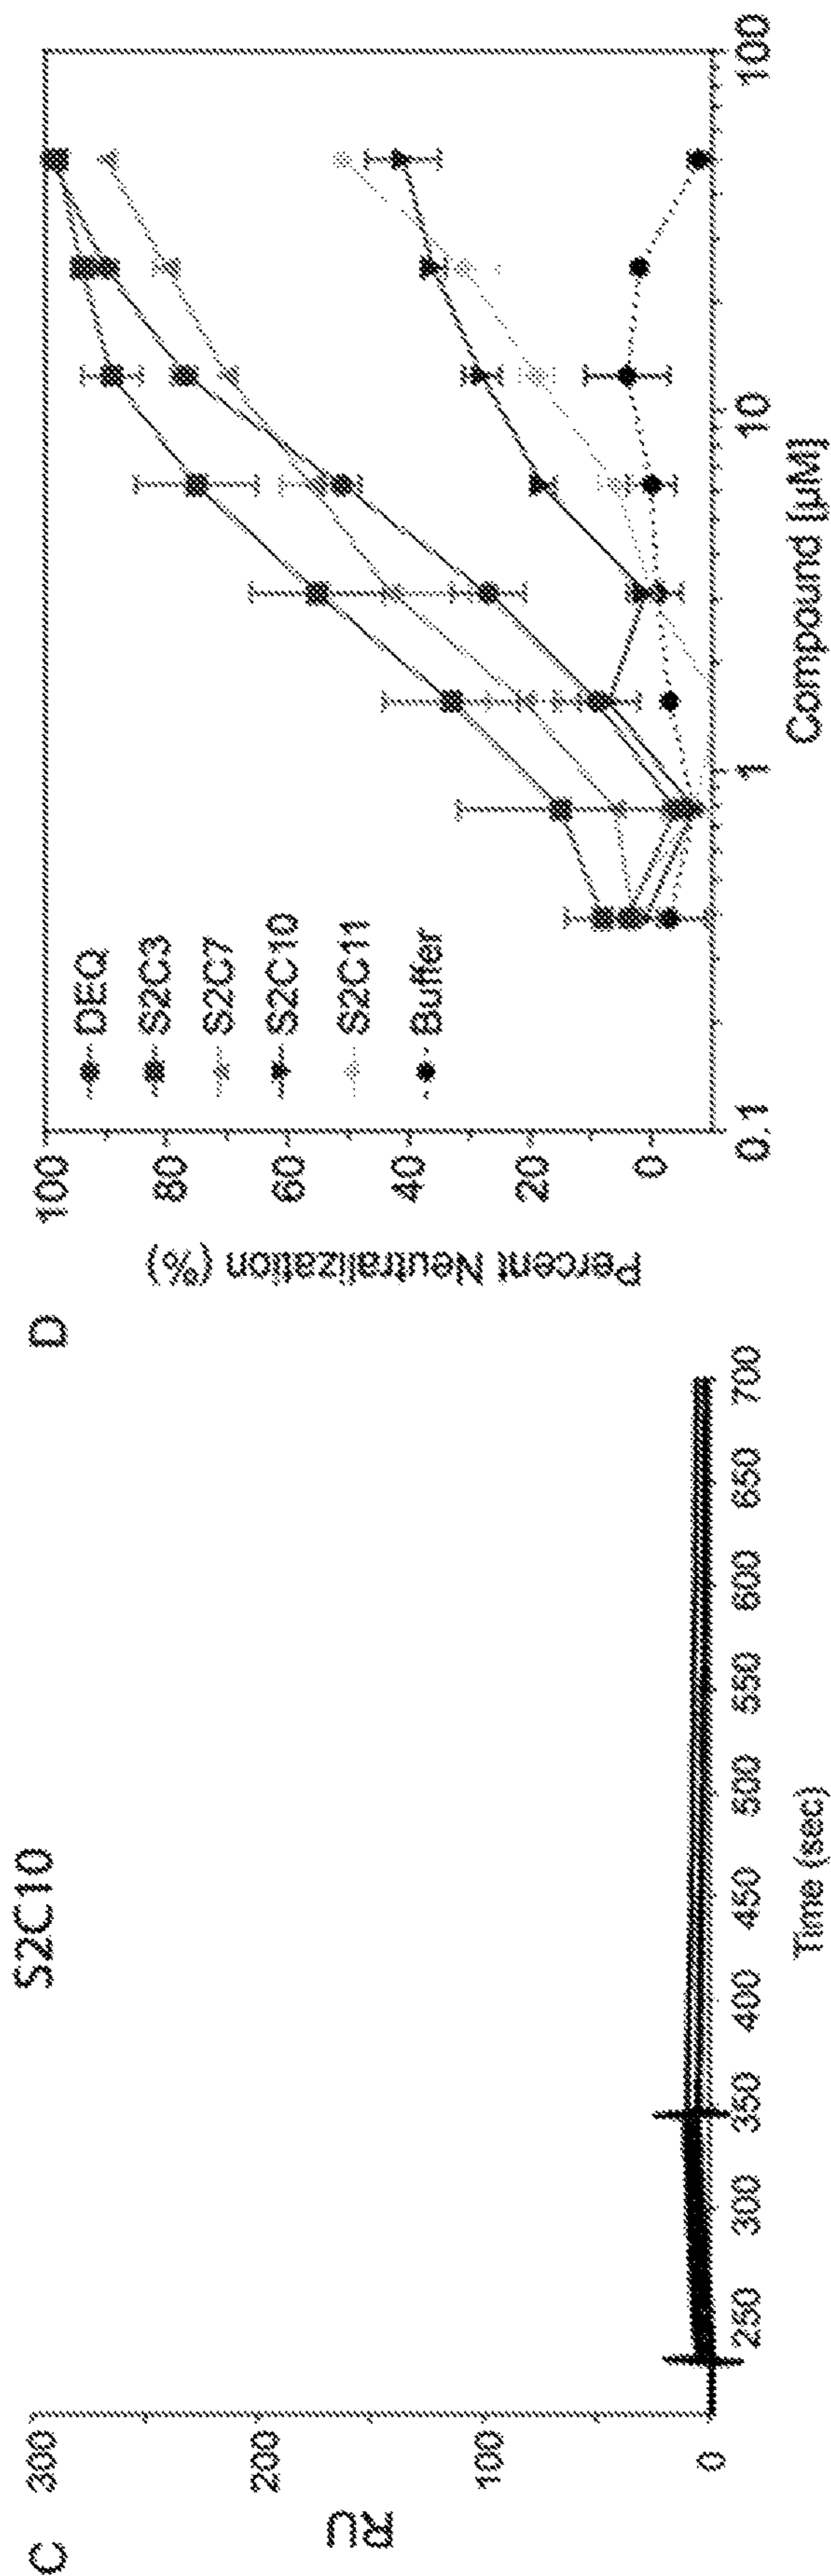 C
S2C10
RU
300
200
100
0
250
300
350
400
450
500
550
600
650
700
Time (sec)
D
Percent Neutralization (%)
100
80
60
40
20
0
DEQ
S2C3
S2C7
S2C10
S2C11
Buffer
0.1
1
10
100
Compound [µM]